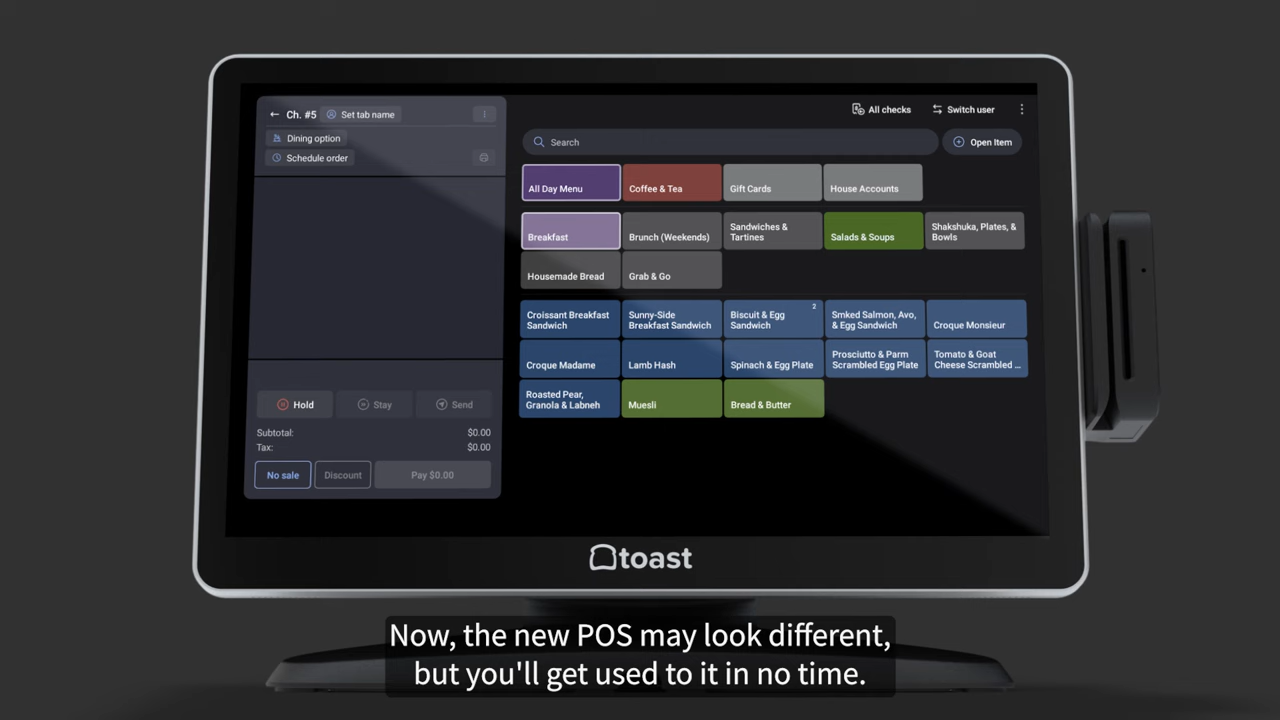 Ch. #5
Set tab name
Dining option
Schedule order
All checks
Switch user
Search
Open Item
All Day Menu
Coffee & Tea
Gift Cards
House Accounts
Breakfast
Brunch (Weekends)
Sandwiches &
Tartines
Salads & Soups
Shakshuka, Plates, &
Bowls
Housemade Bread
Grab & Go
Croissant Breakfast
Sandwich
Sunny-Side
Breakfast Sandwich
2
Biscuit & Egg
Sandwich
Smked Salmon, Avo,
& Egg Sandwich
Croque Monsieur
Croque Madame
Lamb Hash
Spinach & Egg Plate
Prosciutto & Parm
Scrambled Egg Plate
Tomato & Goat
Cheese Scrambled ...
Roasted Pear,
Granola & Labneh
Muesli
Bread & Butter
Hold
Stay
Send
Subtotal: $0.00
Tax: $0.00
No sale
Discount
Pay $0.00
toast
Now, the new POS may look different,
but you'll get used to it in no time.